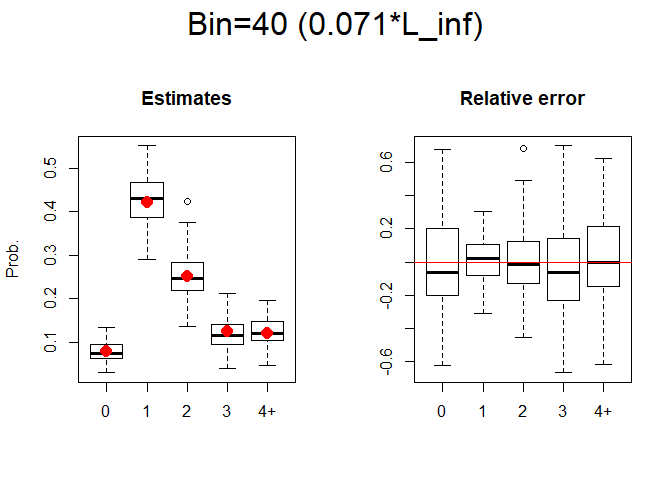 Bin=40 (0.071*L_inf)
Estimates
Relative error
Prob.
0.5
0.4
0.3
0.2
0.1
0 1 2 3 4+
0.6
0.2
-0.2
-0.6
0 1 2 3 4+